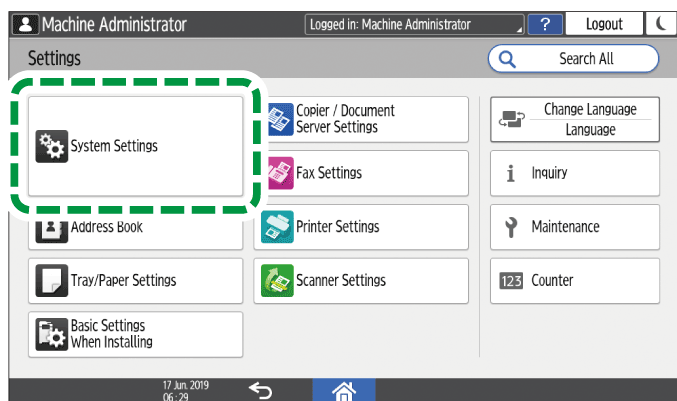 Machine Administrator
Logged in: Machine Administrator
?
Logout
Settings
Search All
System Settings
Address Book
Tray/Paper Settings
Basic Settings
When Installing
Copier / Document
Server Settings
Fax Settings
Printer Settings
Scanner Settings
Change Language
Language
i Inquiry
Maintenance
123 Counter
17 Jun. 2019
06 : 29